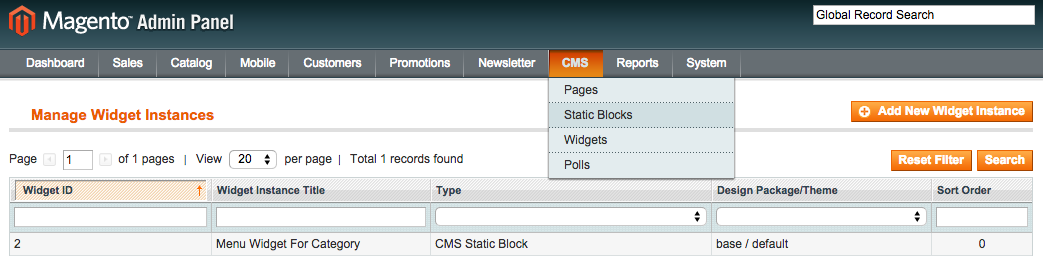 Magento™ Admin Panel
Global Record Search
Dashboard Sales Catalog Mobile Customers Promotions Newsletter CMS Reports System
Pages
Static Blocks
Widgets
Polls
Manage Widget Instances
Add New Widget Instance
Page 1 of 1 pages | View 20 per page | Total 1 records found
Reset Filter Search
Widget ID Widget Instance Title Type Design Package/Theme Sort Order
2 Menu Widget For Category CMS Static Block base / default 0